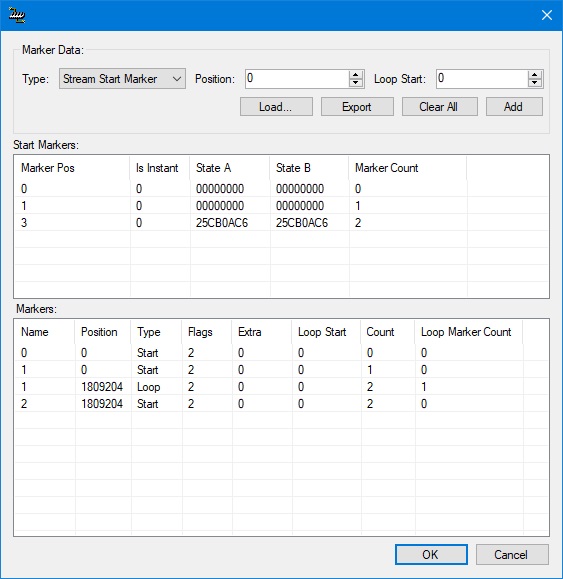 Marker Data:
Type: Stream Start Marker Position: 0 Loop Start: 0
Load... Export Clear All Add
Start Markers:
Marker Pos Is Instant State A State B Marker Count
0 0 00000000 00000000 0
1 0 00000000 00000000 1
3 0 25CB0AC6 25CB0AC6 2
Markers:
Name Position Type Flags Extra Loop Start Count Loop Marker Count
0 0 Start 2 0 0 0 0
1 0 Start 2 0 0 1 0
1 1809204 Loop 2 0 0 2 1
2 1809204 Start 2 0 0 2 0
OK Cancel